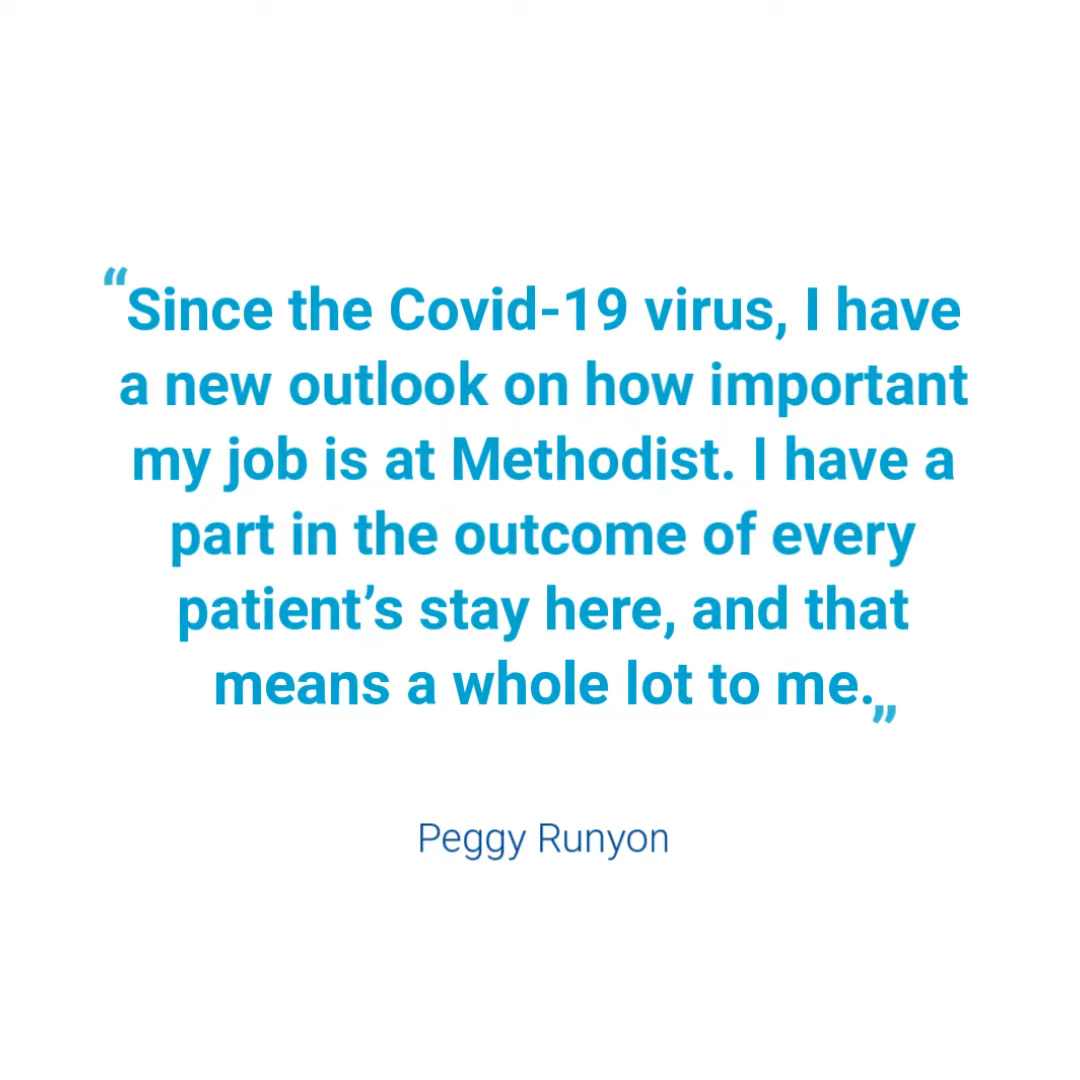 “Since the Covid-19 virus, I have
a new outlook on how important
my job is at Methodist. I have a
part in the outcome of every
patient’s stay here, and that
means a whole lot to me.”
Peggy Runyon